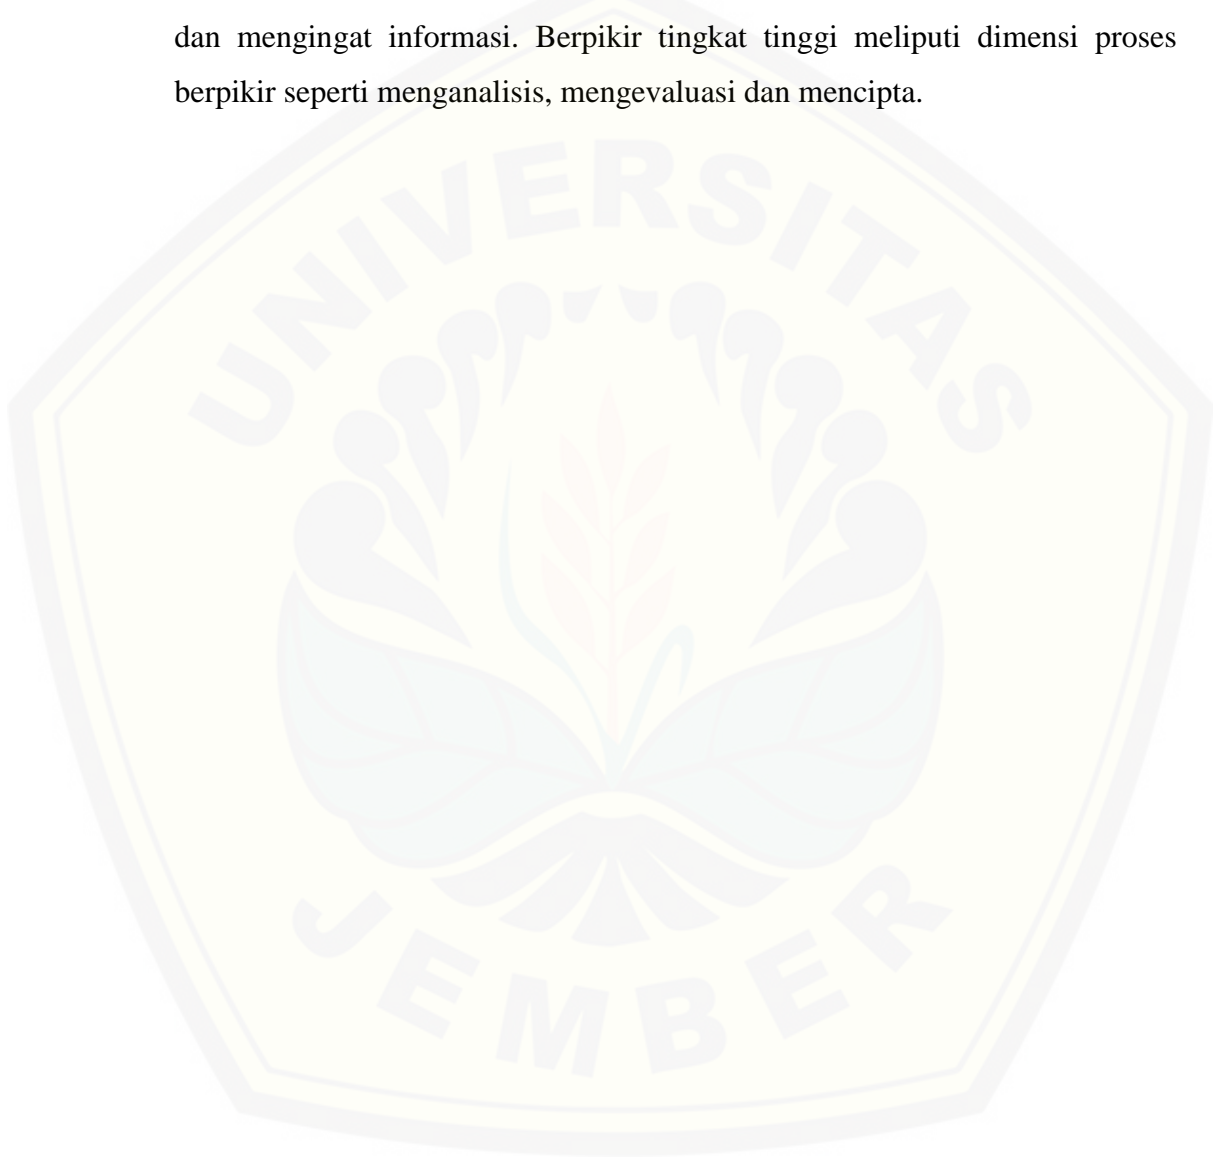 dan mengingat informasi. Berpikir tingkat tinggi meliputi dimensi proses
berpikir seperti menganalisis, mengevaluasi dan mencipta.
UNIVERSITAS
JEMBER